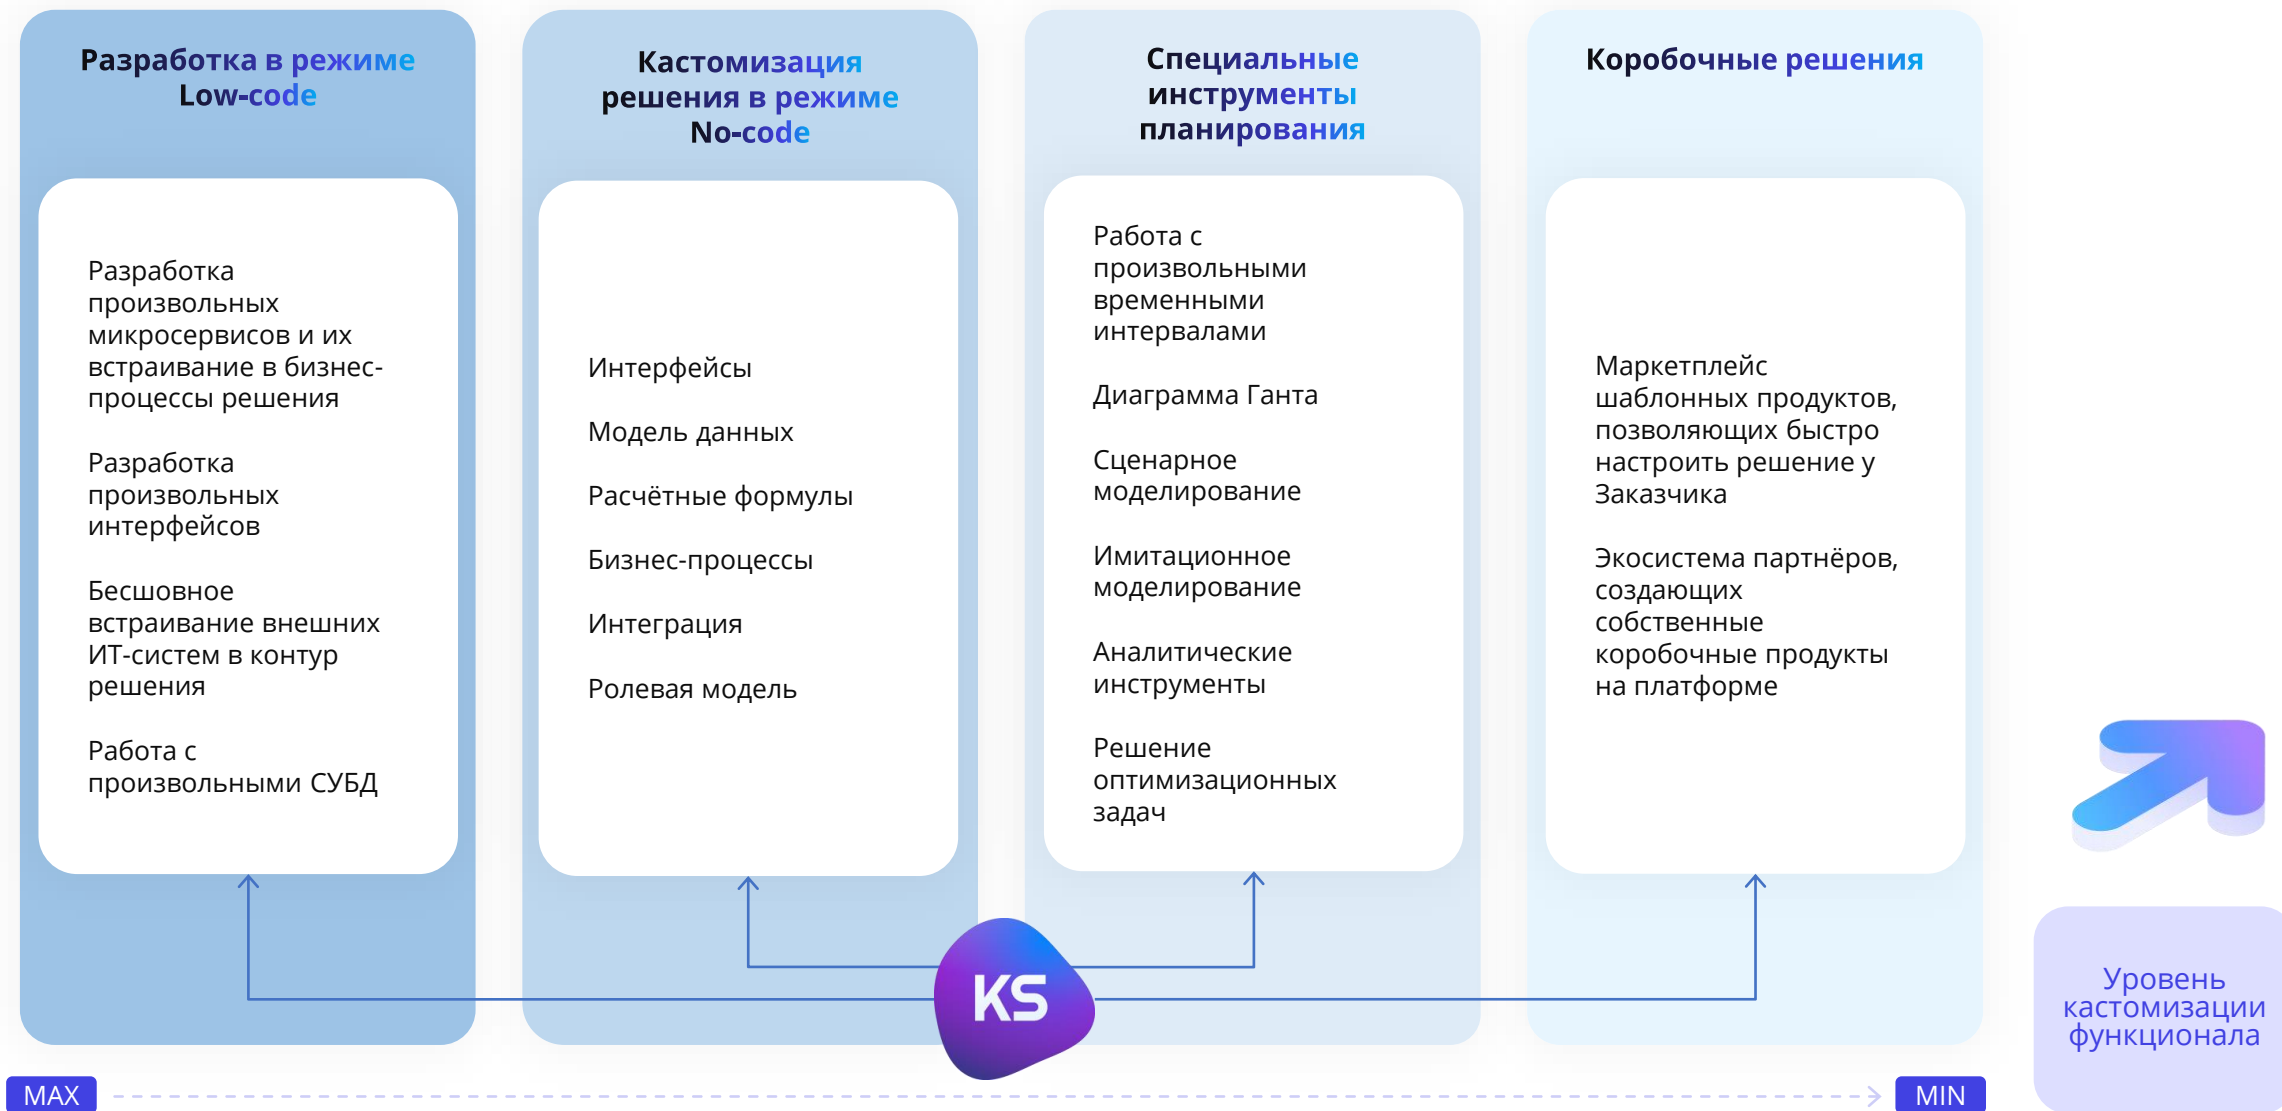 Разработка в режиме
Low-code
Разработка
произвольных
микросервисов и их
встраивание в бизнес-
процессы решения
Разработка
произвольных
интерфейсов
Бесшовное
встраивание внешних
ИТ-систем в контур
решения
Работа с
произвольными СУБД
Кастомизация
решения в режиме
No-code
Интерфейсы
Модель данных
Расчётные формулы
Бизнес-процессы
Интеграция
Ролевая модель
Специальные
инструменты
планирования
Работа с
произвольными
временными
интервалами
Диаграмма Ганта
Сценарное
моделирование
Имитационное
моделирование
Аналитические
инструменты
Решение
оптимизационных
задач
Коробочные решения
Маркетплейс
шаблонных продуктов,
позволяющих быстро
настроить решение у
Заказчика
Экосистема партнёров,
создающих
собственные
коробочные продукты
на платформе
KS
Уровень
кастомизации
функционала
MAX
MIN